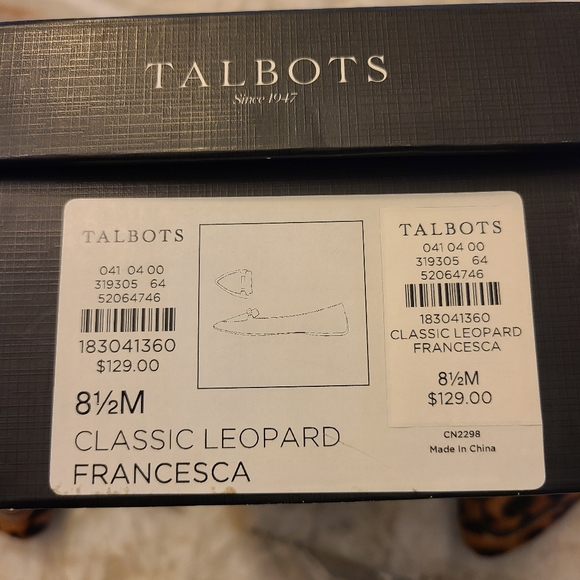 TALBOTS
Since 1947
TALBOTS
041 04 00
319305 64
52064746
183041360
$129.00
8½M
CLASSIC LEOPARD
FRANCESCA
TALBOTS
041 04 00
319305 64
52064746
183041360
CLASSIC LEOPARD
FRANCESCA
8½M
$129.00
CN2298
Made In China